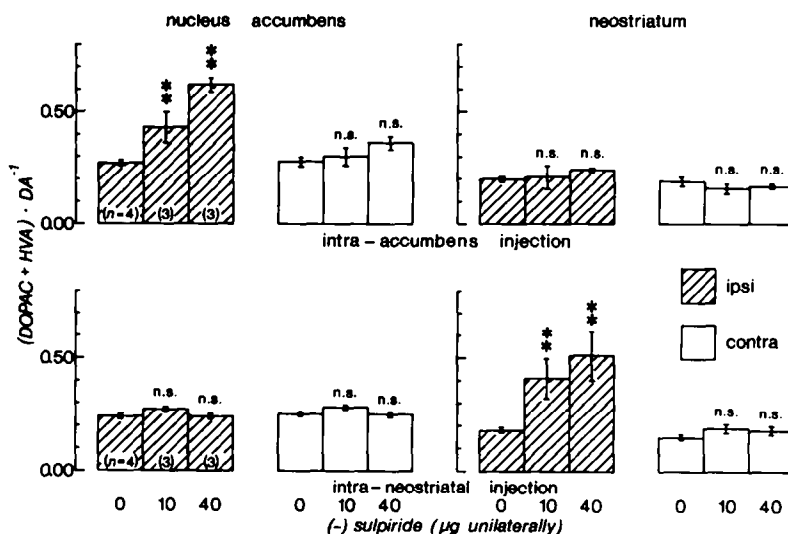 nucleus accumbens neostriatum
** **
n.s. n.s. n.s. n.s. n.s. n.s.
0.50
0.00
(n=4) (3) (3)
intra-accumbens injection
(DOPAC + HVA) · DA⁻¹
ipsi
contra
** **
n.s. n.s. n.s. n.s. n.s. n.s.
0.50
0.00
(n=4) (3) (3)
intra-neostriatal injection
0 10 40 0 10 40 0 10 40 0 10 40
(-) sulpiride (µg unilaterally)